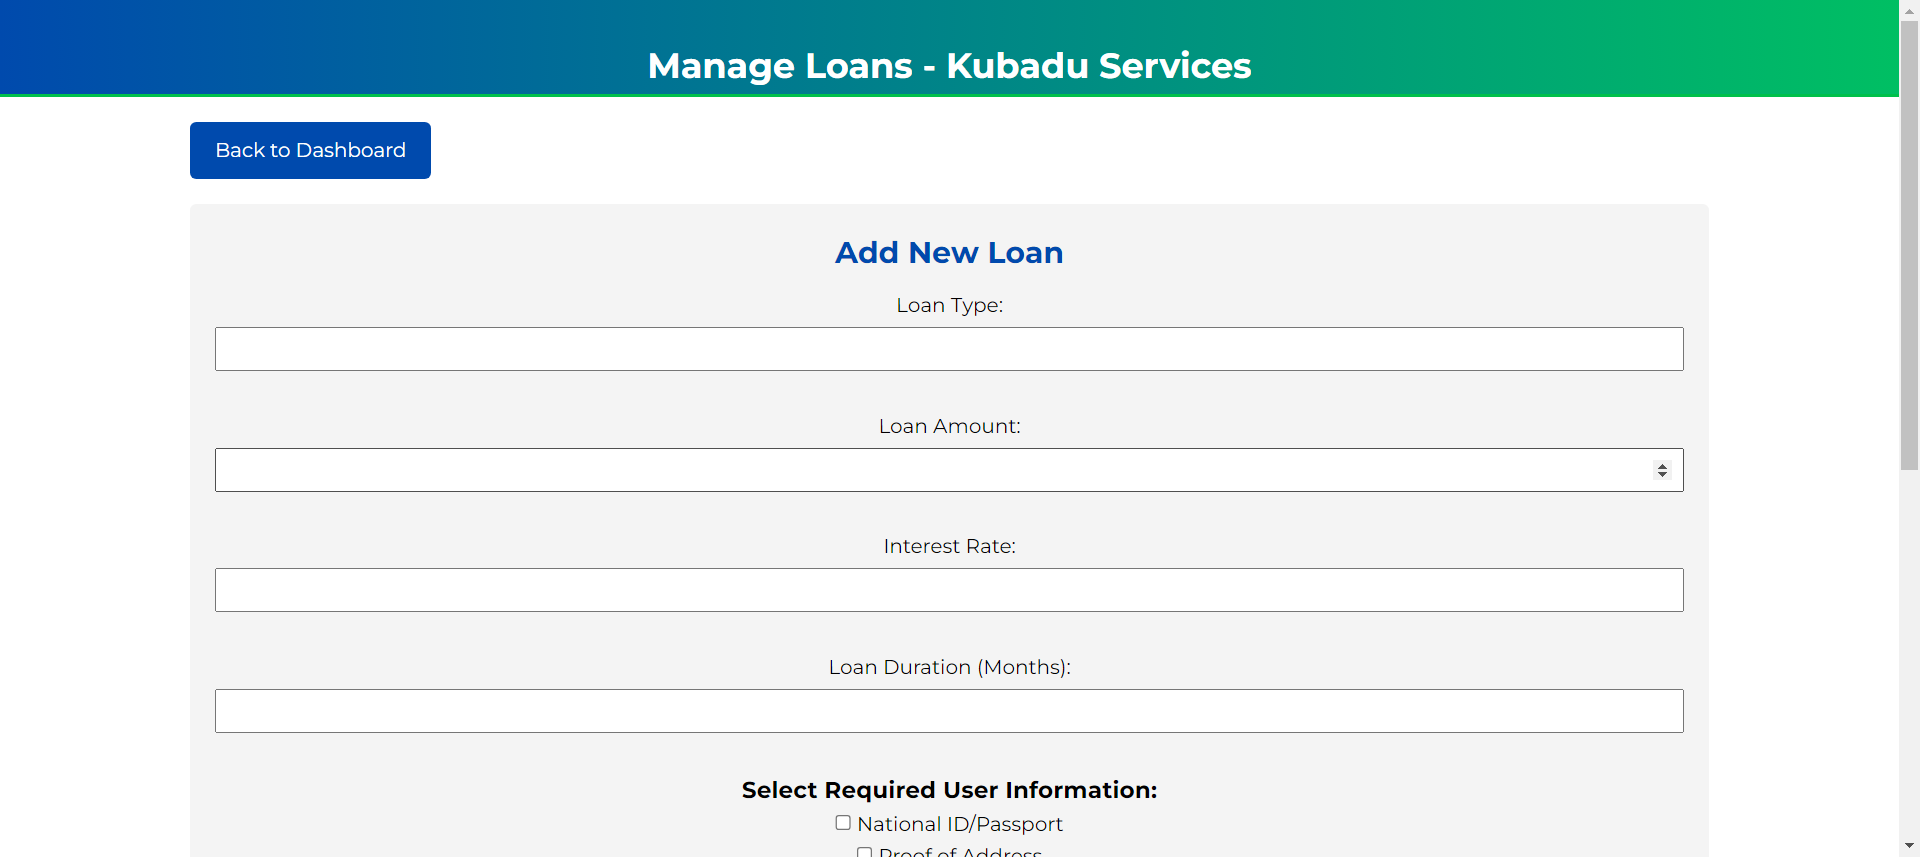 Manage Loans - Kubadu Services
Back to Dashboard
Add New Loan
Loan Type:
Loan Amount:
Interest Rate:
Loan Duration (Months):
Select Required User Information:
National ID/Passport
Proof of Address